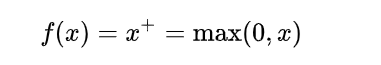 f(x) = x⁺ = max(0, x)